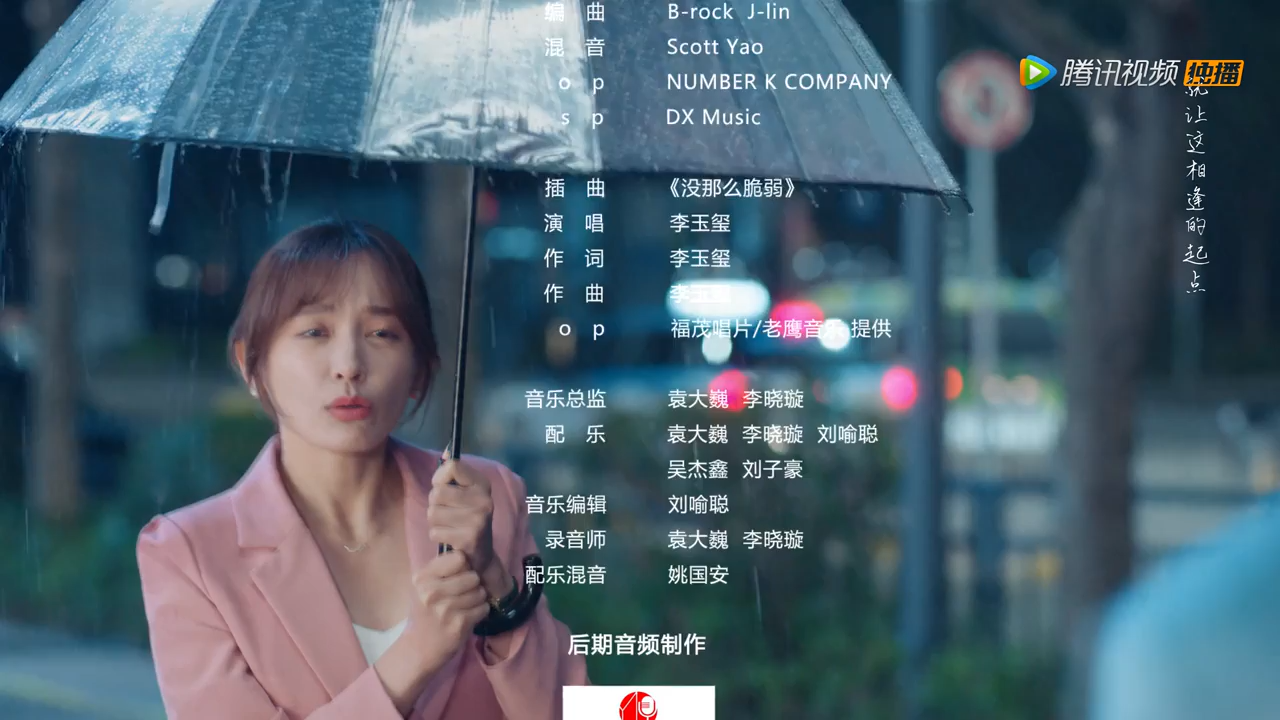 编 曲 B-rock J-lin
混 音 Scott Yao
o p NUMBER K COMPANY
s p DX Music
插 曲 《没那么脆弱》
演 唱 李玉玺
作 词 李玉玺
作 曲 李玉玺
o p 福茂唱片/老鹰音乐 提供
音乐总监 袁大巍 李晓璇
配 乐 袁大巍 李晓璇 刘喻聪
吴杰鑫 刘子豪
音乐编辑 刘喻聪
录音师 袁大巍 李晓璇
配乐混音 姚国安
后期音频制作
腾讯视频 独播
就让这相逢的起点